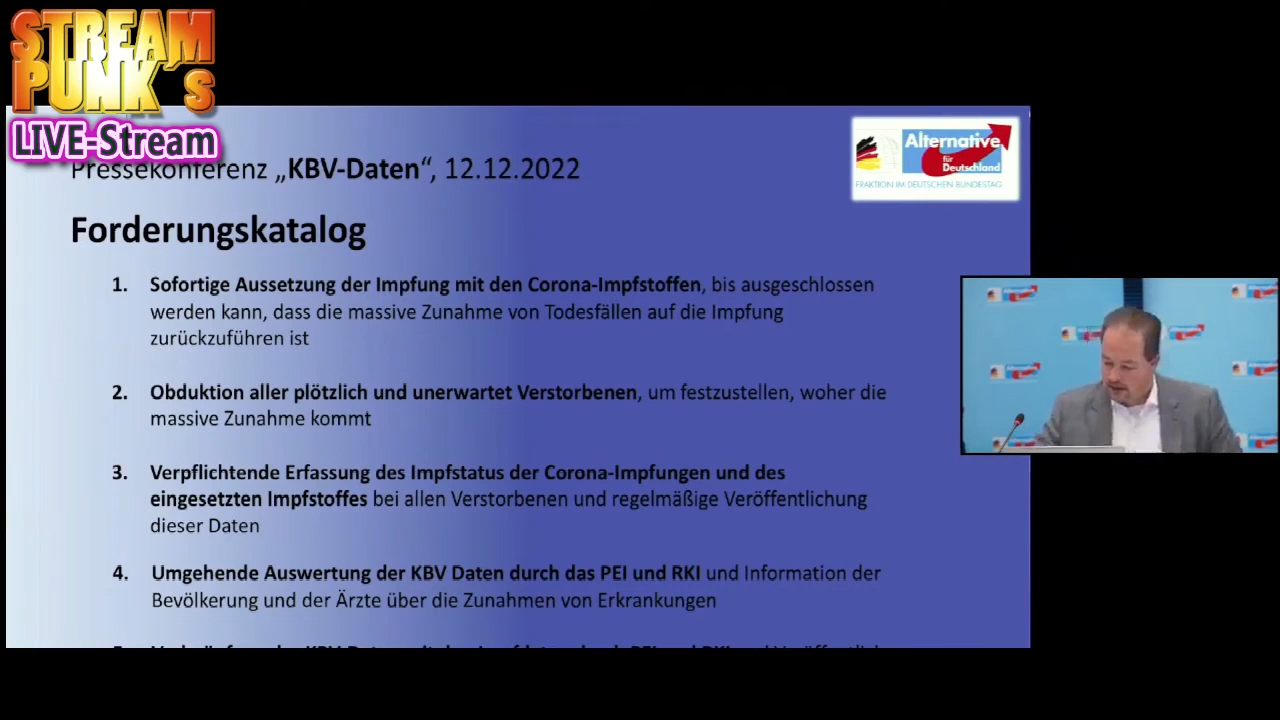 STREAM
PUNK´s
LIVE-Stream
Pressekonferenz „KBV-Daten“, 12.12.2022
Alternative
für
Deutschland
FRAKTION IM DEUTSCHEN BUNDESTAG
Forderungskatalog
1. Sofortige Aussetzung der Impfung mit den Corona-Impfstoffen, bis ausgeschlossen
werden kann, dass die massive Zunahme von Todesfällen auf die Impfung
zurückzuführen ist
2. Obduktion aller plötzlich und unerwartet Verstorbenen, um festzustellen, woher die
massive Zunahme kommt
3. Verpflichtende Erfassung des Impfstatus der Corona-Impfungen und des
eingesetzten Impfstoffes bei allen Verstorbenen und regelmäßige Veröffentlichung
dieser Daten
4. Umgehende Auswertung der KBV Daten durch das PEI und RKI und Information der
Bevölkerung und der Ärzte über die Zunahmen von Erkrankungen